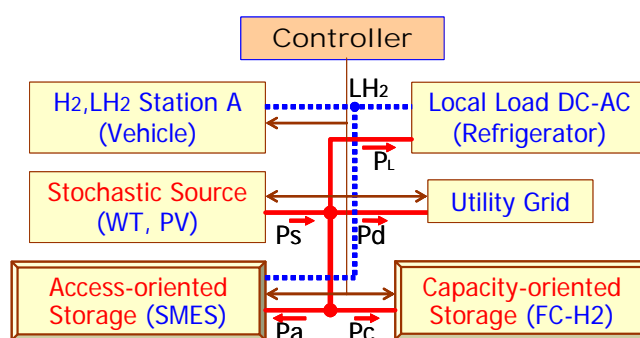 Controller
H2,LH2 Station A
(Vehicle)
LH2
Local Load DC-AC
(Refrigerator)
PL
Stochastic Source
(WT, PV)
Utility Grid
Ps
Pd
Access-oriented
Storage (SMES)
Capacity-oriented
Storage (FC-H2)
Pa
Pc